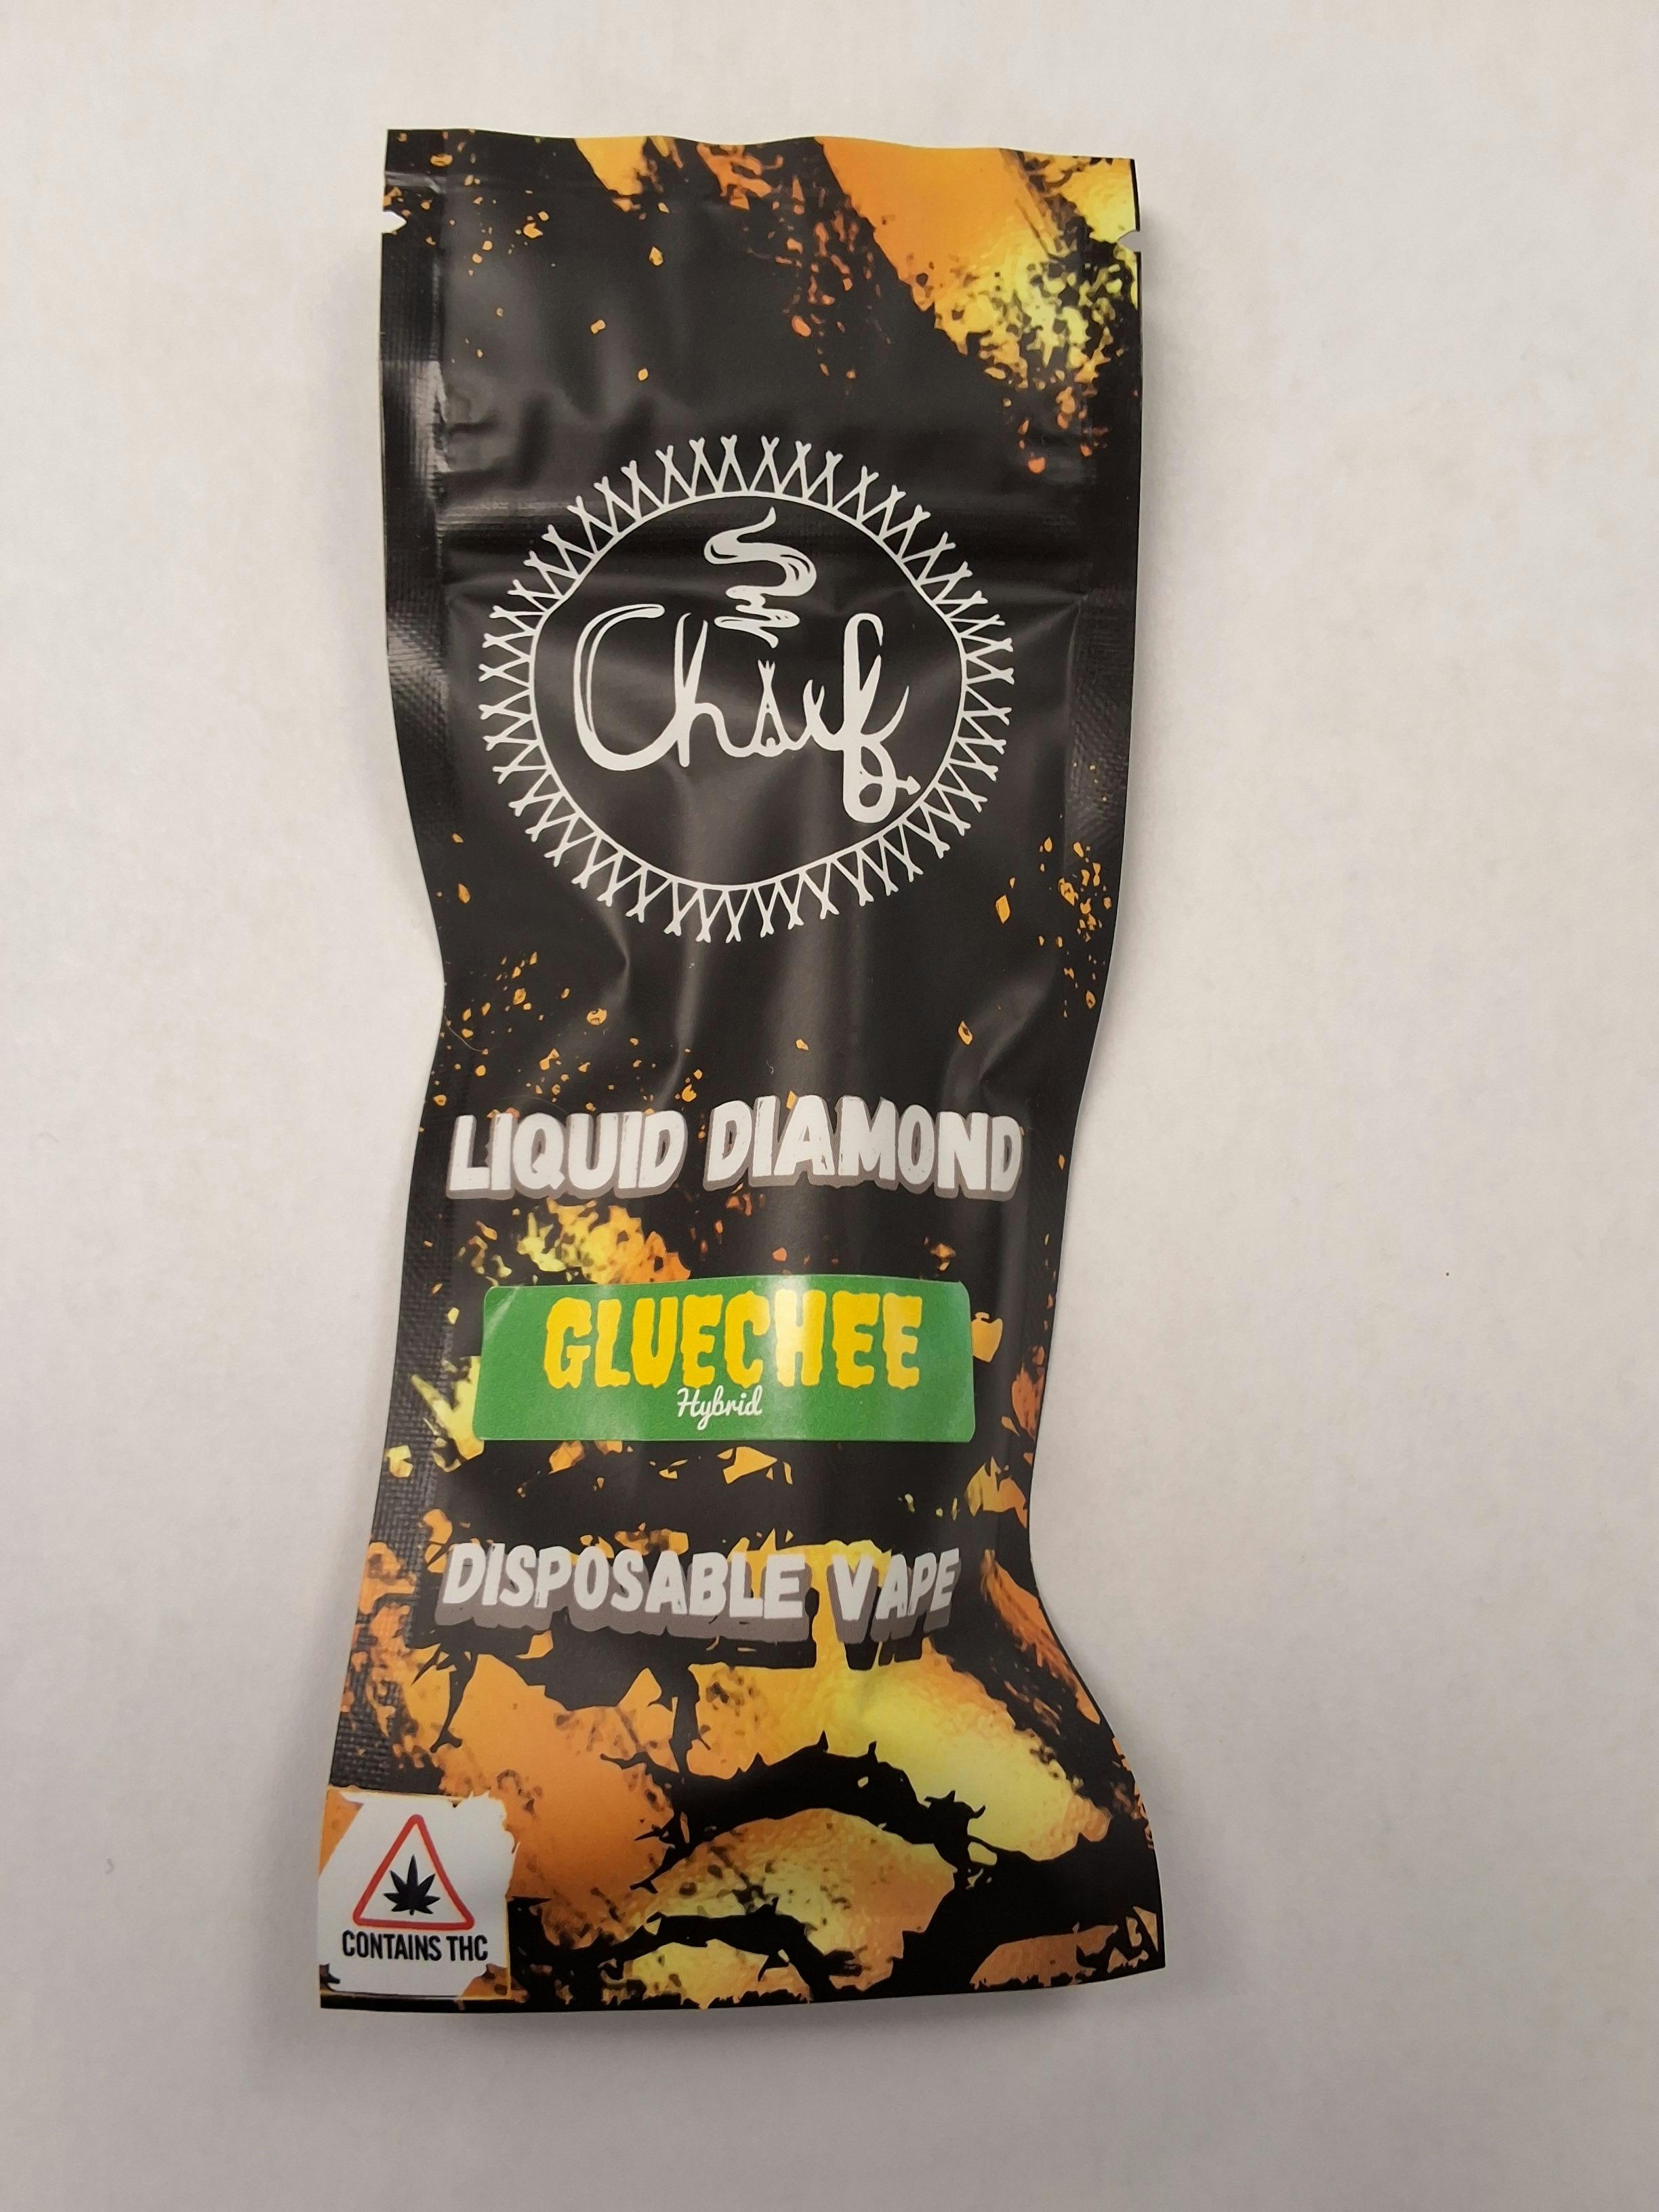 Chief
LIQUID DIAMOND
GLUECHEE
Hybrid
DISPOSABLE VAPE
CONTAINS THC